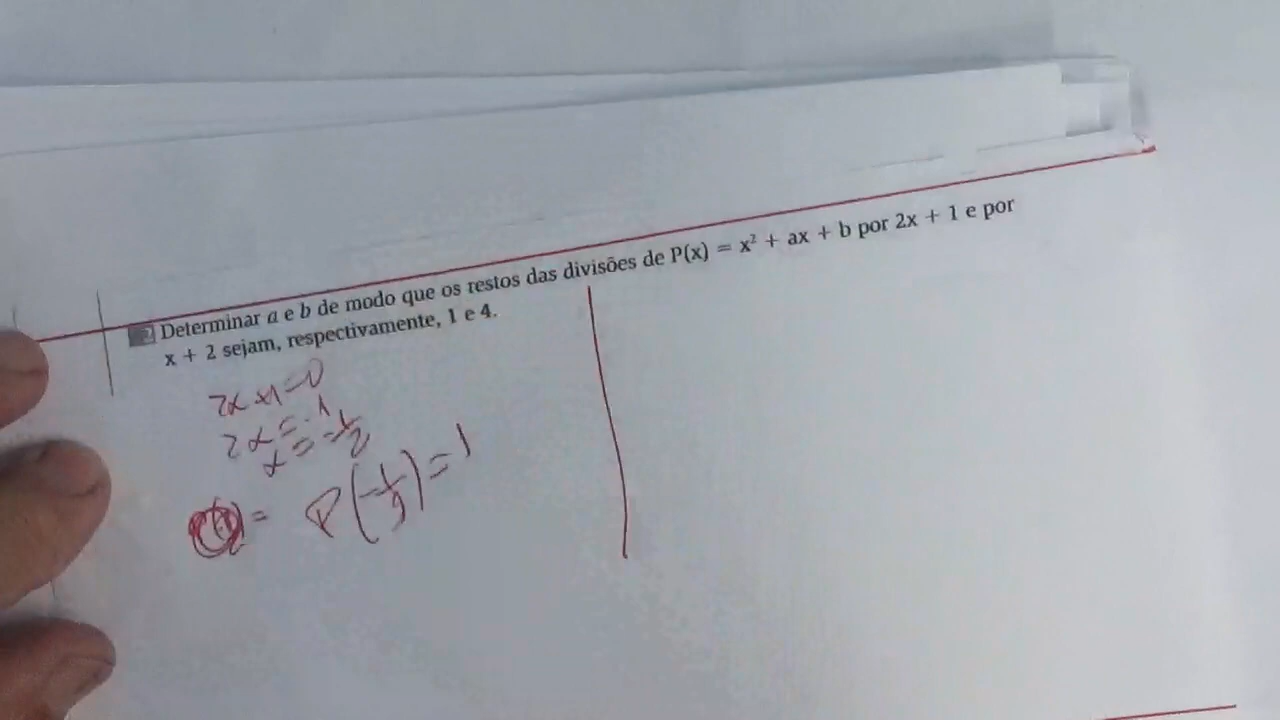 Determinar a e b de modo que os restos das divisões de P(x) = x² + ax + b por 2x + 1 e por
x + 2 sejam, respectivamente, 1 e 4.
2x+1=0
2x=-1
x=-1/2
= P(-1/2)=1